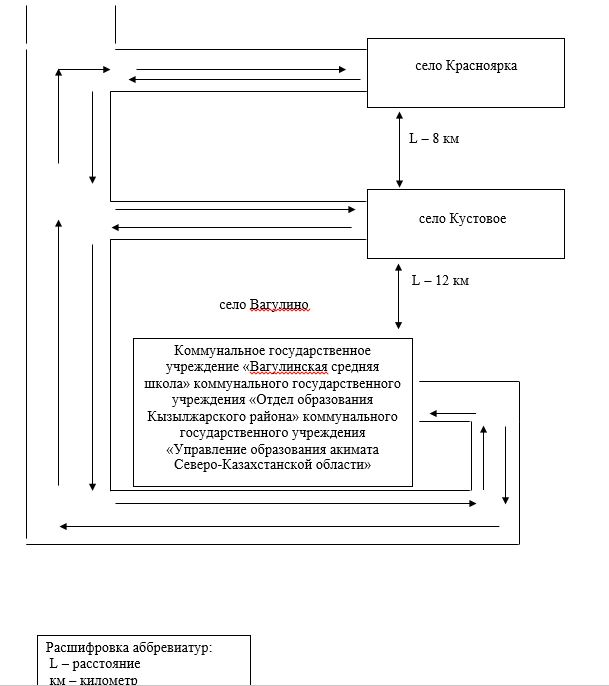 село Красноярка
L – 8 км
село Кустовое
L – 12 км
село Вагулино
Коммунальное государственное
учреждение «Вагулинская средняя
школа» коммунального государственного
учреждения «Отдел образования
Кызылжарского района» коммунального
государственного учреждения
«Управление образования акимата
Северо-Казахстанской области»
Расшифровка аббревиатур:
L – расстояние
км – километр